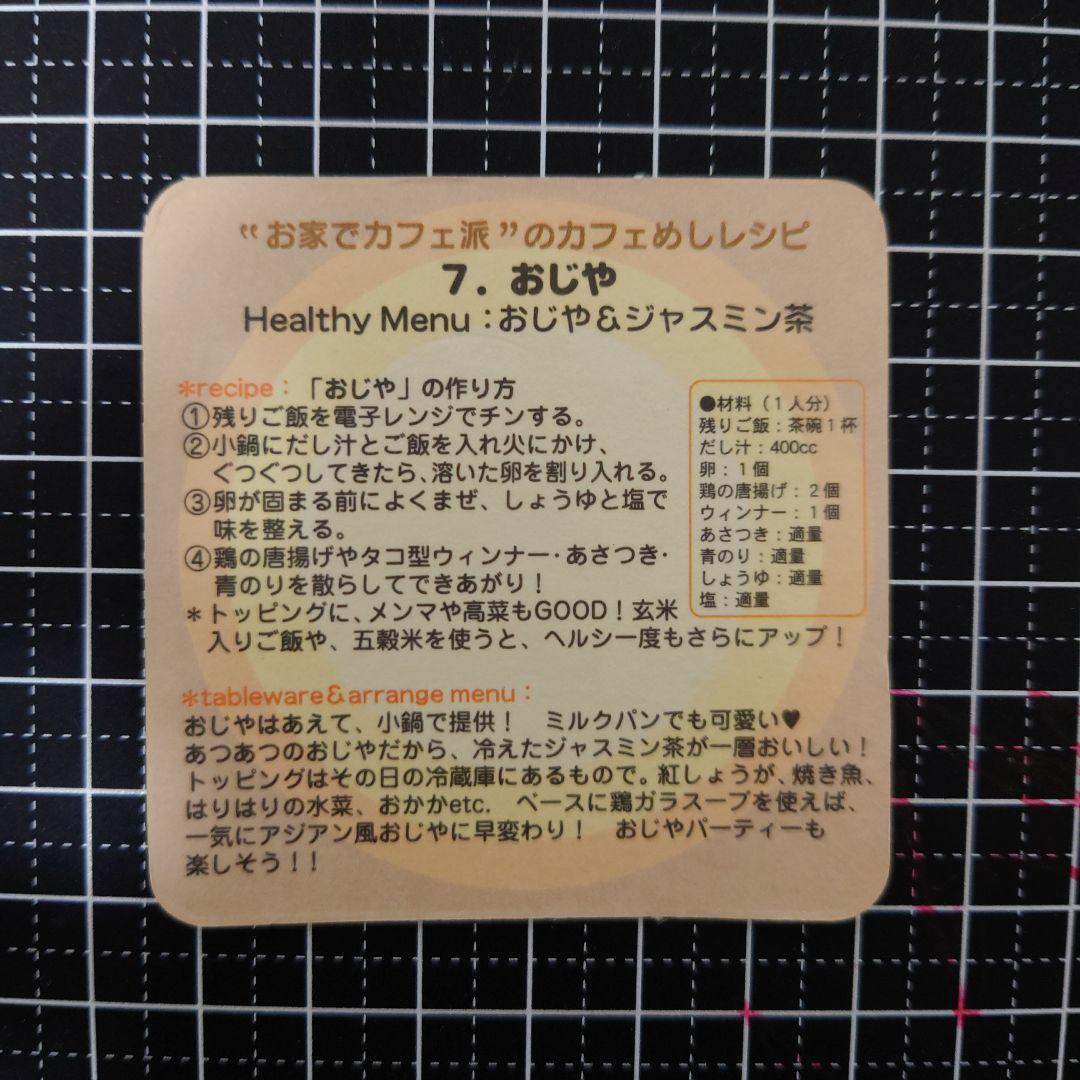 “お家でカフェ派”のカフェめしレシピ
7．おじや
Healthy Menu：おじや＆ジャスミン茶
＊recipe：「おじや」の作り方
①残りご飯を電子レンジでチンする。
②小鍋にだし汁とご飯を入れ火にかけ、
ぐつぐつしてきたら、溶いた卵を割り入れる。
③卵が固まる前によくまぜ、しょうゆと塩で
味を整える。
④鶏の唐揚げやタコ型ウィンナー・あさつき・
青のりを散らしてできあがり！
＊トッピングに、メンマや高菜もGOOD！玄米
入りご飯や、五穀米を使うと、ヘルシー度もさらにアップ！
●材料（1人分）
残りご飯：茶碗1杯
だし汁：400cc
卵：1個
鶏の唐揚げ：2個
ウィンナー：1個
あさつき：適量
青のり：適量
しょうゆ：適量
塩：適量
＊tableware＆arrange menu：
おじやはあえて、小鍋で提供！　ミルクパンでも可愛い♥
あつあつのおじやだから、冷えたジャスミン茶が一層おいしい！
トッピングはその日の冷蔵庫にあるもので。紅しょうが、焼き魚、
はりはりの水菜、おかかetc.　ベースに鶏ガラスープを使えば、
一気にアジアン風おじやに早変わり！　おじやパーティーも
楽しそう！！